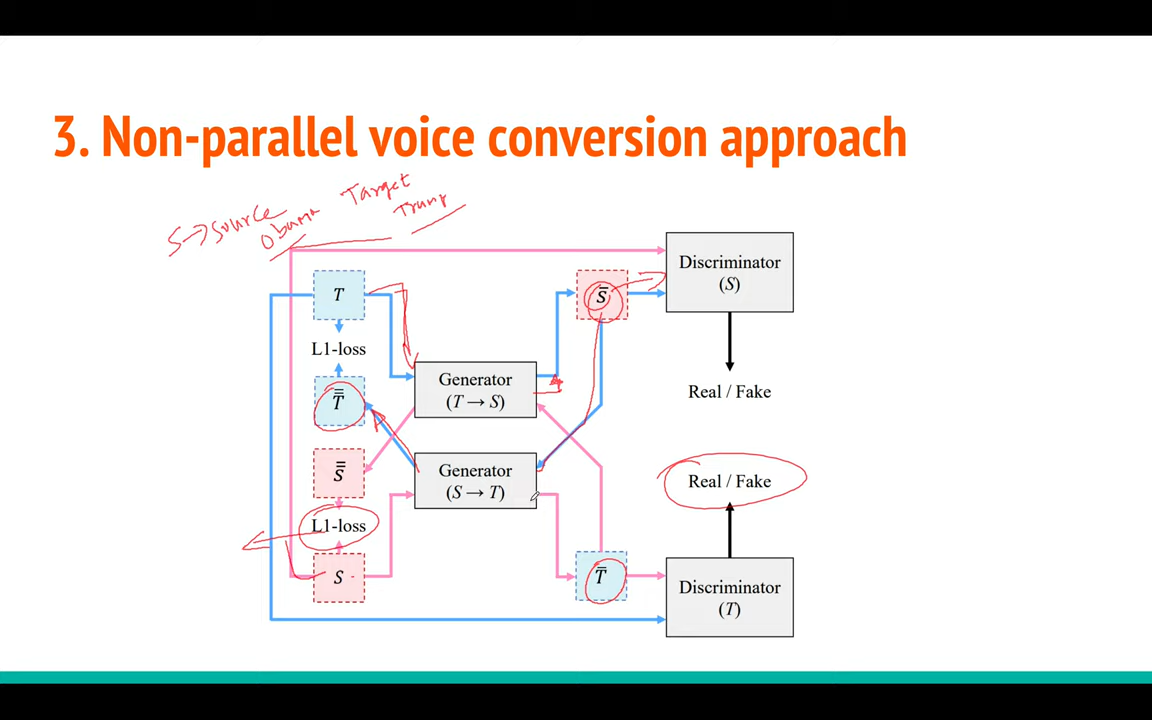 3. Non-parallel voice conversion approach
S→Source
Obama
Target
Trump
T
L1-loss
T̿
S̿
L1-loss
S
Generator
(T → S)
Generator
(S → T)
S̅
T̅
Discriminator
(S)
Real / Fake
Real / Fake
Discriminator
(T)